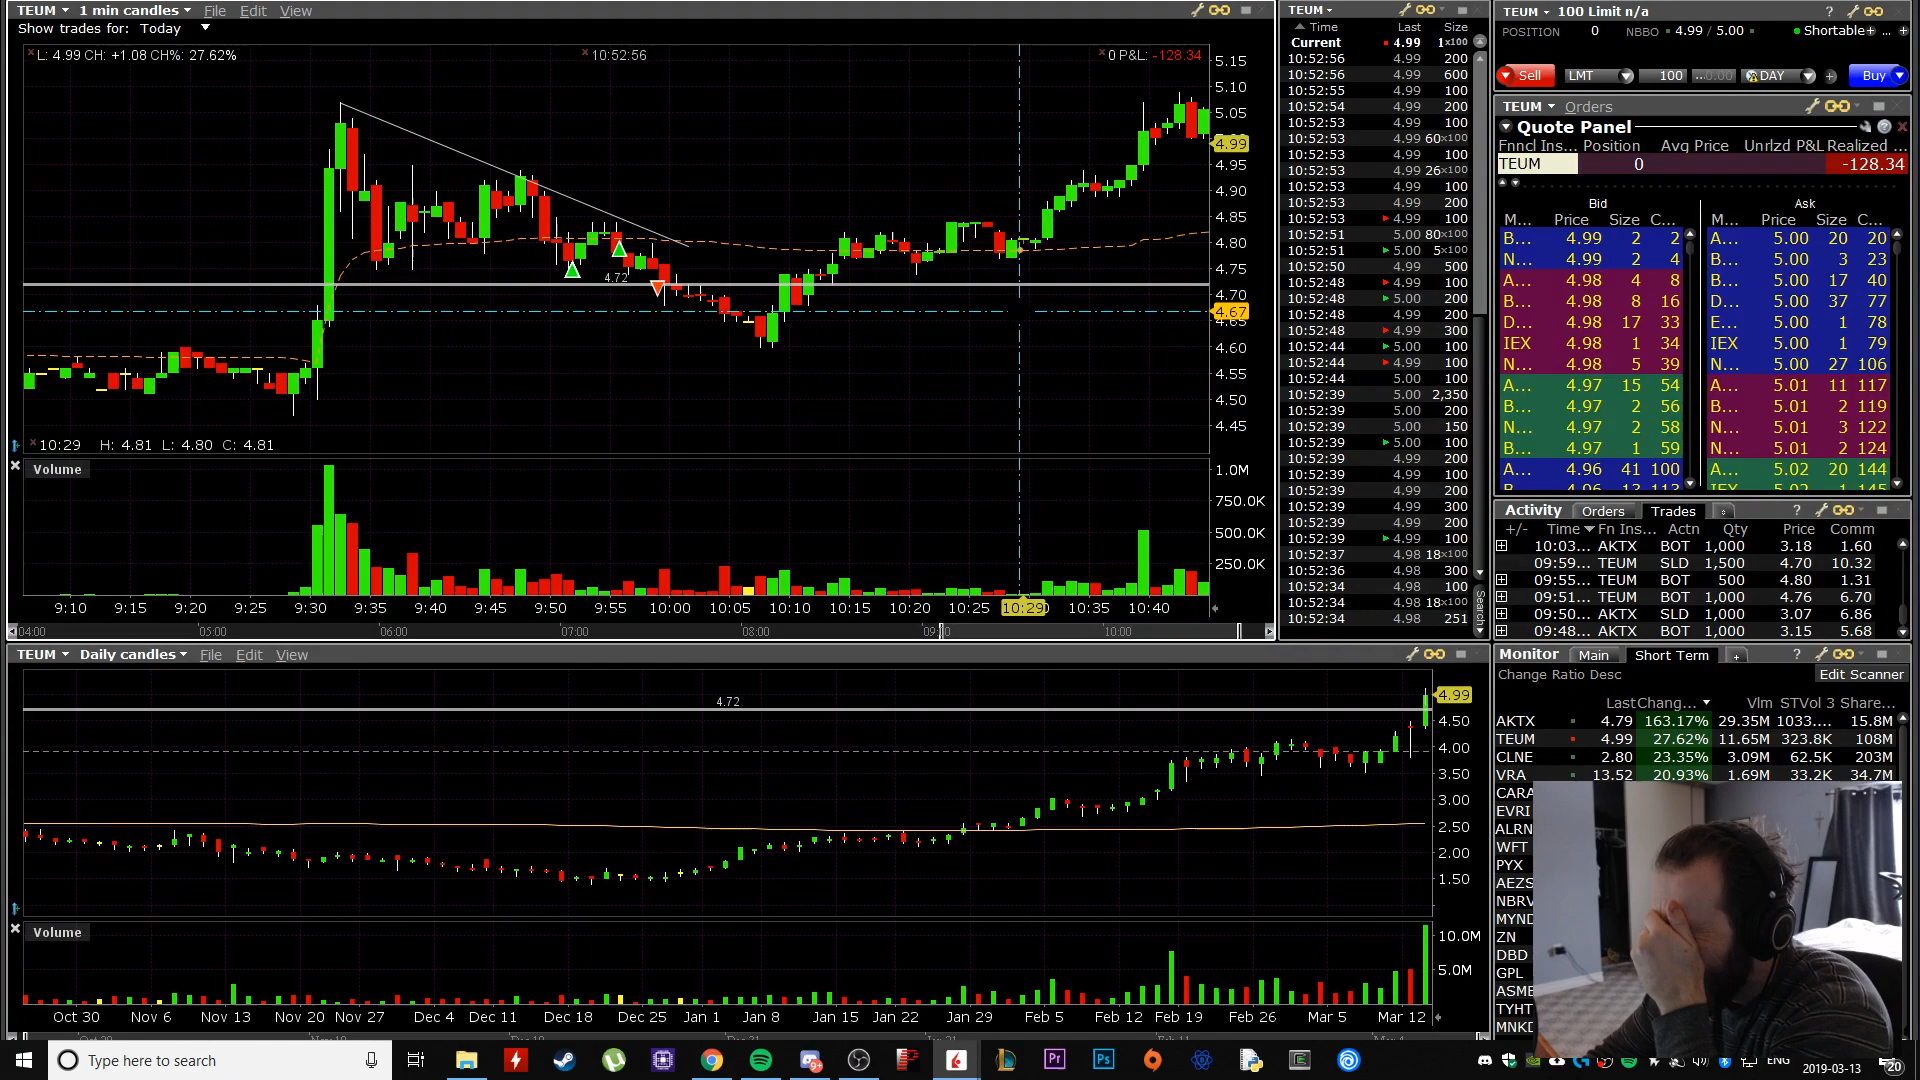 TEUM 1 min candles File Edit View
Show trades for: Today
L: 4.99 CH: +1.08 CH%: 27.62%
10:52:56
0 P&L: -128.34
5.15
5.10
5.05
4.99
4.95
4.90
4.85
4.80
4.75
4.70
4.67
4.65
4.60
4.55
4.50
4.45
4.72
10:29 H: 4.81 L: 4.80 C: 4.81
Volume
1.0M
750.0K
500.0K
250.0K
9:10 9:15 9:20 9:25 9:30 9:35 9:40 9:45 9:50 9:55 10:00 10:05 10:10 10:15 10:20 10:25 10:29 10:35 10:40
04:00 05:00 06:00 07:00 08:00 09:00 10:00
TEUM
Time Last Size
Current 4.99 1x100
10:52:56 4.99 200
10:52:56 4.99 600
10:52:55 4.99 100
10:52:54 4.99 200
10:52:53 4.99 100
10:52:53 4.99 60x100
10:52:53 4.99 100
10:52:53 4.99 26x100
10:52:53 4.99 100
10:52:53 4.99 200
10:52:53 4.99 100
10:52:51 5.00 80x100
10:52:51 5.00 5x100
10:52:50 4.99 500
10:52:48 4.99 100
10:52:48 5.00 200
10:52:48 4.99 200
10:52:48 4.99 300
10:52:44 5.00 100
10:52:44 4.99 100
10:52:44 5.00 100
10:52:39 5.00 2,350
10:52:39 5.00 200
10:52:39 5.00 150
10:52:39 5.00 100
10:52:39 4.99 200
10:52:39 4.99 100
10:52:39 4.99 200
10:52:39 4.99 300
10:52:39 4.99 200
10:52:39 4.99 100
10:52:37 4.98 18x100
10:52:36 4.98 300
10:52:34 4.98 100
10:52:34 4.98 18x100
10:52:34 4.98 251
Search
TEUM 100 Limit n/a
POSITION 0 NBBO 4.99 / 5.00 Shortable+ ...
Sell LMT 100 ...0.00 DAY Buy
TEUM Orders
Quote Panel
Fnncl Ins... Position Avg Price Unrlzd P&L Realized ...
TEUM 0 -128.34
Bid Ask
M... Price Size C... M... Price Size C...
B... 4.99 2 2 A... 5.00 20 20
N... 4.99 2 4 B... 5.00 3 23
A... 4.98 4 8 B... 5.00 17 40
B... 4.98 8 16 D... 5.00 37 77
D... 4.98 17 33 E... 5.00 1 78
IEX 4.98 1 34 IEX 5.00 1 79
N... 4.98 5 39 N... 5.00 27 106
A... 4.97 15 54 A... 5.01 11 117
B... 4.97 2 56 B... 5.01 2 119
N... 4.97 2 58 N... 5.01 3 122
B... 4.97 1 59 N... 5.01 2 124
A... 4.96 41 100 A... 5.02 20 144
B 4.96 13 113 IEX 5.02 1 145
Activity Orders Trades
+/- Time Fn Ins... Actn Qty Price Comm
10:03... AKTX BOT 1,000 3.18 1.60
09:59... TEUM SLD 1,500 4.70 10.32
09:55... TEUM BOT 500 4.80 1.31
09:51... TEUM BOT 1,000 4.76 6.70
09:50... AKTX SLD 1,000 3.07 6.86
09:48... AKTX BOT 1,000 3.15 5.68
TEUM Daily candles File Edit View
4.72
4.99
4.50
4.00
3.50
3.00
2.50
2.00
1.50
Volume
10.0M
5.0M
Oct 30 Nov 6 Nov 13 Nov 20 Nov 27 Dec 4 Dec 11 Dec 18 Dec 25 Jan 1 Jan 8 Jan 15 Jan 22 Jan 29 Feb 5 Feb 12 Feb 19 Feb 26 Mar 5 Mar 12
Monitor Main Short Term
Change Ratio Desc Edit Scanner
Last Chang... Vlm STVol 3 Share...
AKTX 4.79 163.17% 29.35M 1033.... 15.8M
TEUM 4.99 27.62% 11.65M 323.8K 108M
CLNE 2.80 23.35% 3.09M 62.5K 203M
VRA 13.52 20.93% 1.69M 33.2K 34.7M
CARA
EVRI
ALRN
WFT
PYX
AEZS
NBRV
MYND
ZN
DBD
GPL
ASME
TYHT
MNKD
Type here to search
ENG
2019-03-13
20